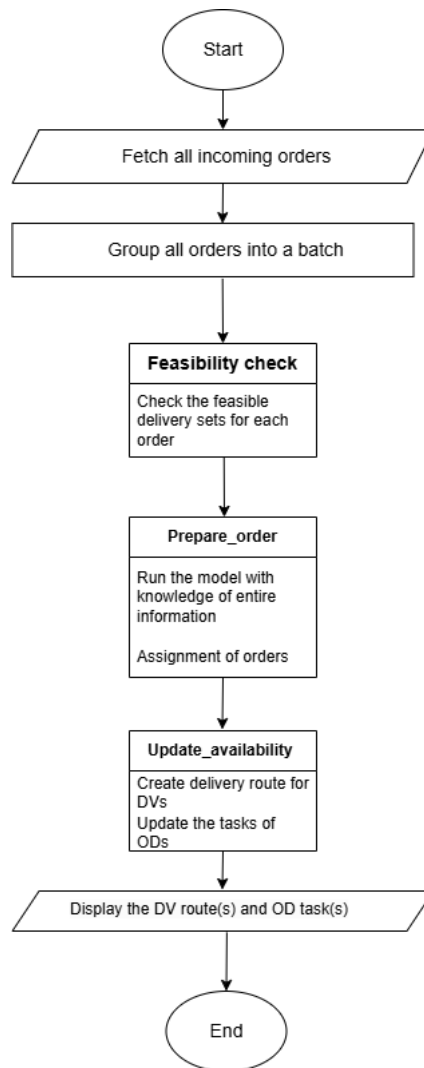 Start
Fetch all incoming orders
Group all orders into a batch
Feasibility check
Check the feasible
delivery sets for each
order
Prepare_order
Run the model with
knowledge of entire
information
Assignment of orders
Update_availability
Create delivery route for
DVs
Update the tasks of
ODs
Display the DV route(s) and OD task(s)
End